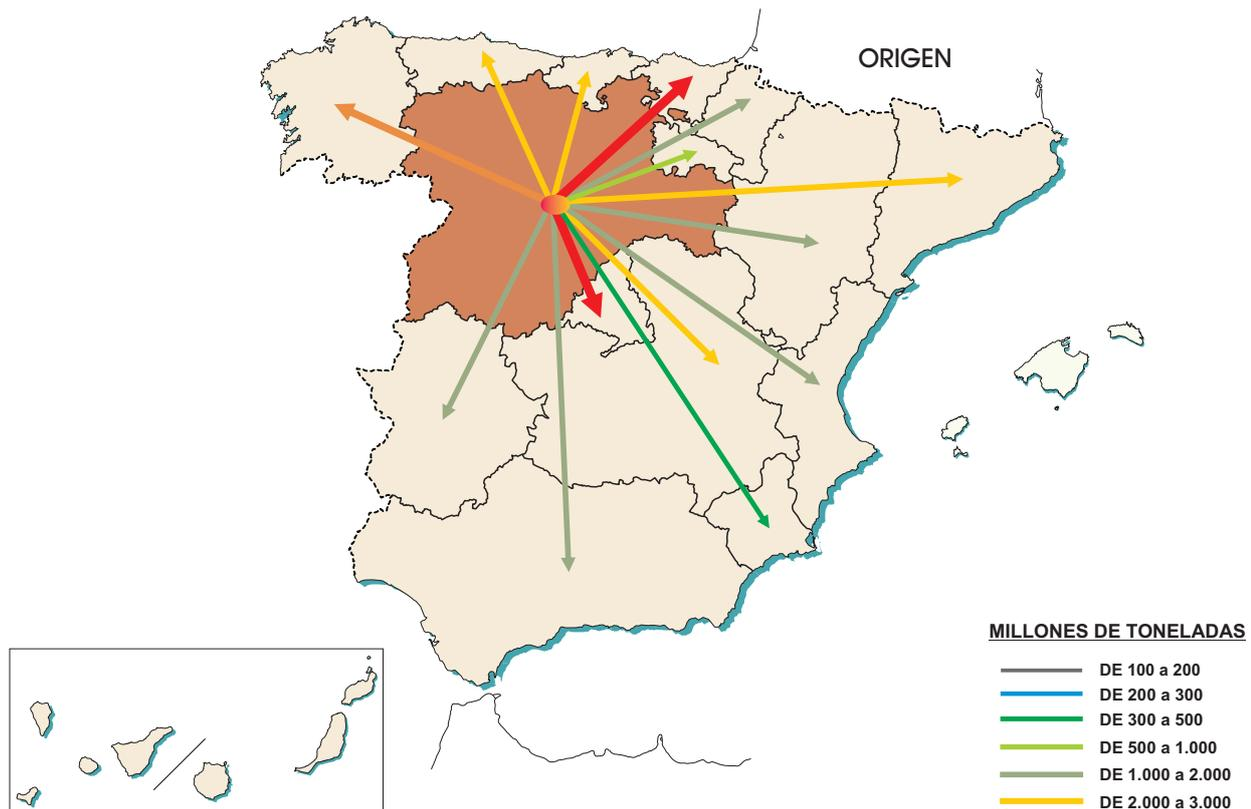 ORIGEN
MILLONES DE TONELADAS
DE 100 a 200
DE 200 a 300
DE 300 a 500
DE 500 a 1.000
DE 1.000 a 2.000
DE 2.000 a 3.000